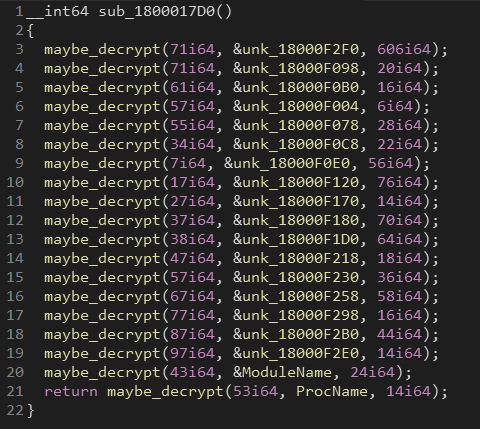 1 __int64 sub_1800017D0()
2 {
3 maybe_decrypt(71i64, &unk_18000F2F0, 606i64);
4 maybe_decrypt(71i64, &unk_18000F098, 20i64);
5 maybe_decrypt(61i64, &unk_18000F0B0, 16i64);
6 maybe_decrypt(57i64, &unk_18000F004, 6i64);
7 maybe_decrypt(55i64, &unk_18000F078, 28i64);
8 maybe_decrypt(34i64, &unk_18000F0C8, 22i64);
9 maybe_decrypt(7i64, &unk_18000F0E0, 56i64);
10 maybe_decrypt(17i64, &unk_18000F120, 76i64);
11 maybe_decrypt(27i64, &unk_18000F170, 14i64);
12 maybe_decrypt(37i64, &unk_18000F180, 70i64);
13 maybe_decrypt(38i64, &unk_18000F1D0, 64i64);
14 maybe_decrypt(47i64, &unk_18000F218, 18i64);
15 maybe_decrypt(57i64, &unk_18000F230, 36i64);
16 maybe_decrypt(67i64, &unk_18000F258, 58i64);
17 maybe_decrypt(77i64, &unk_18000F298, 16i64);
18 maybe_decrypt(87i64, &unk_18000F2B0, 44i64);
19 maybe_decrypt(97i64, &unk_18000F2E0, 14i64);
20 maybe_decrypt(43i64, &ModuleName, 24i64);
21 return maybe_decrypt(53i64, ProcName, 14i64);
22 }